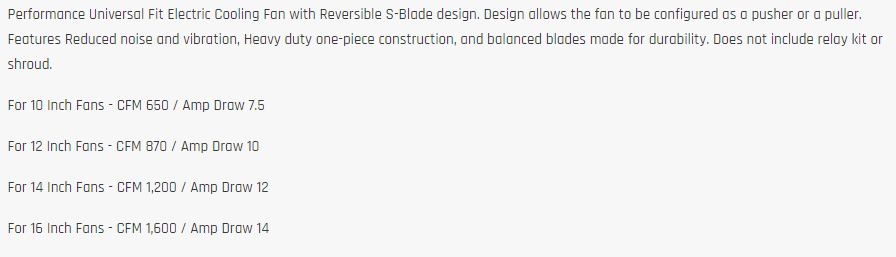 Performance Universal Fit Electric Cooling Fan with Reversible S-Blade design. Design allows the fan to be configured as a pusher or a puller.
Features Reduced noise and vibration, Heavy duty one-piece construction, and balanced blades made for durability. Does not include relay kit or
shroud.
For 10 Inch Fans - CFM 650 / Amp Draw 7.5
For 12 Inch Fans - CFM 870 / Amp Draw 10
For 14 Inch Fans - CFM 1,200 / Amp Draw 12
For 16 Inch Fans - CFM 1,600 / Amp Draw 14